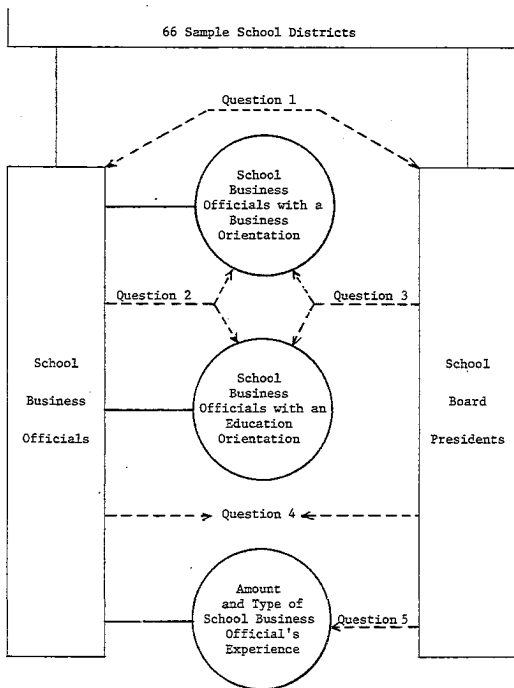 66 Sample School Districts
Question 1
School
Business
Officials with a
Business
Orientation
Question 2
Question 3
School
Business
Officials
School
Business
Officials with an
Education
Orientation
School
Board
Presidents
Question 4
Amount
and Type of
School Business
Official's
Experience
Question 5